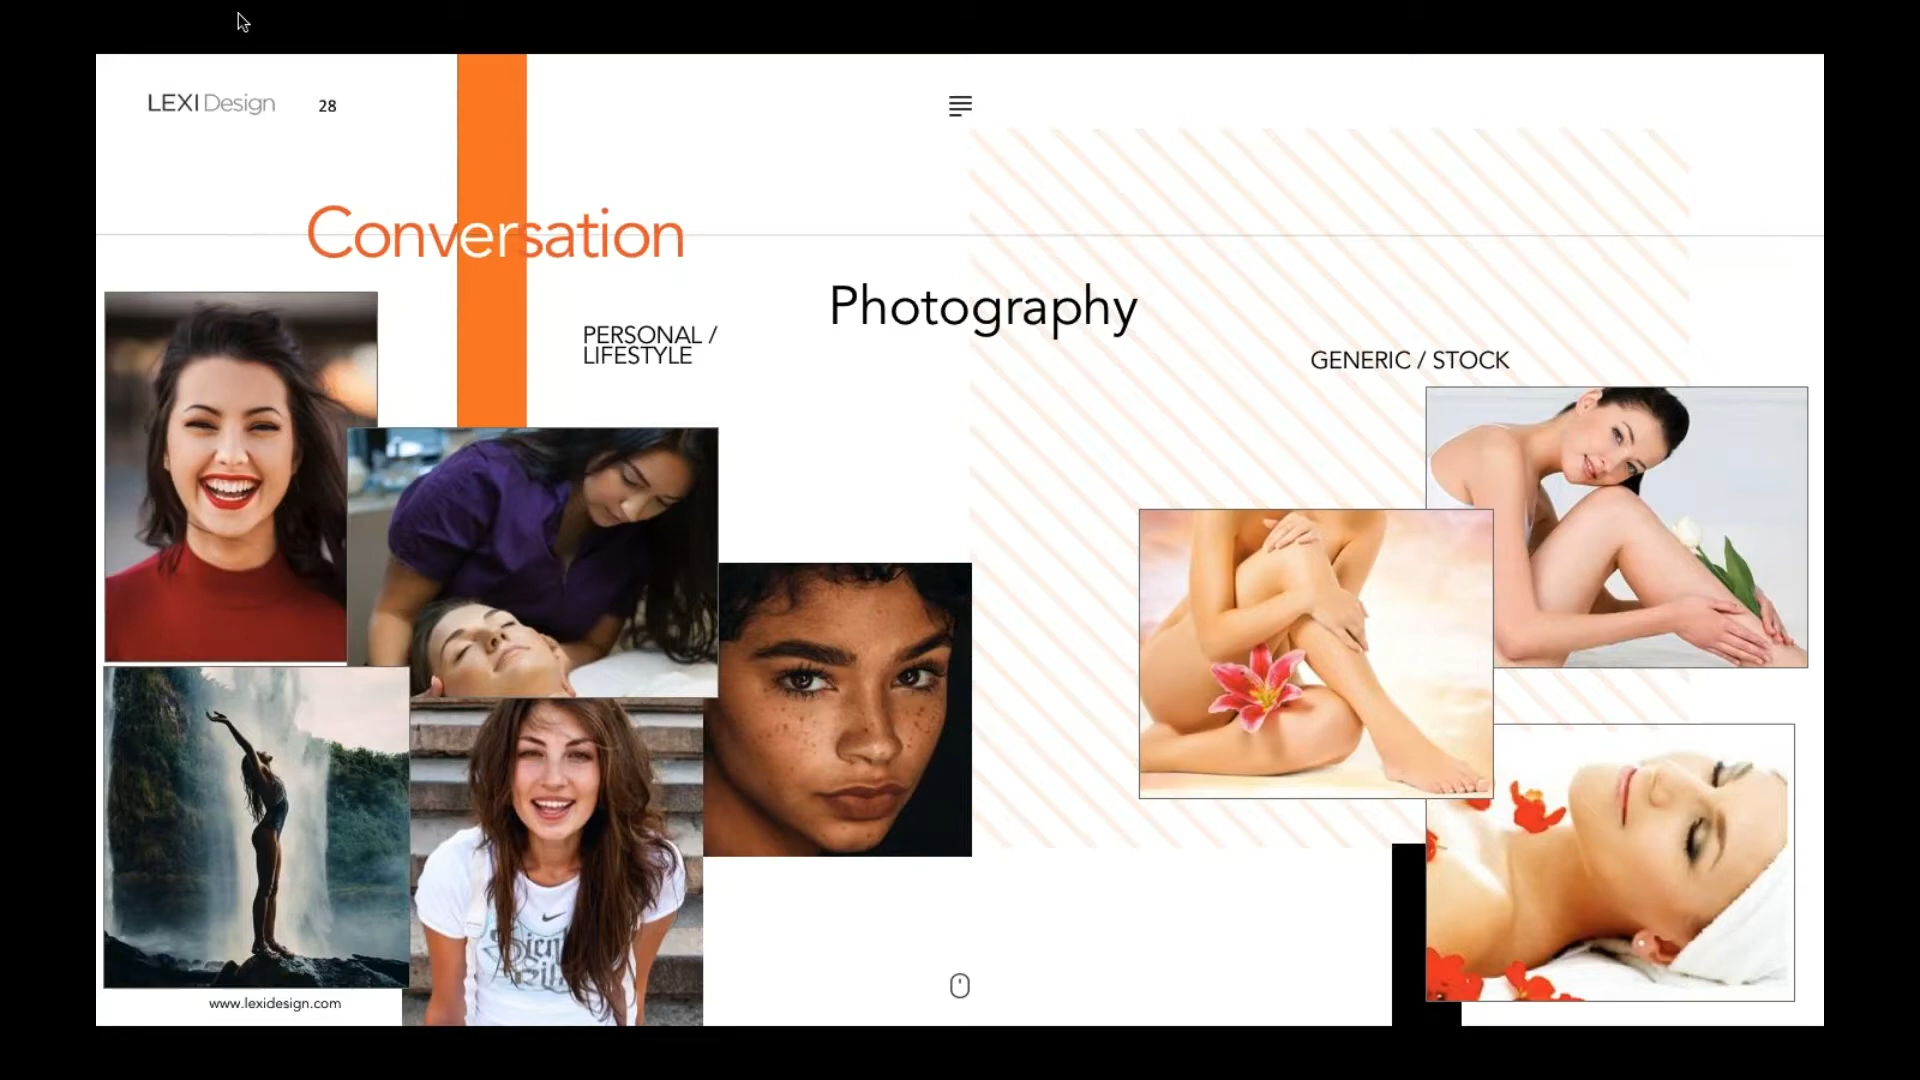 LEXI Design 28
Conversation
Photography
PERSONAL /
LIFESTYLE
GENERIC / STOCK
www.lexidesign.com